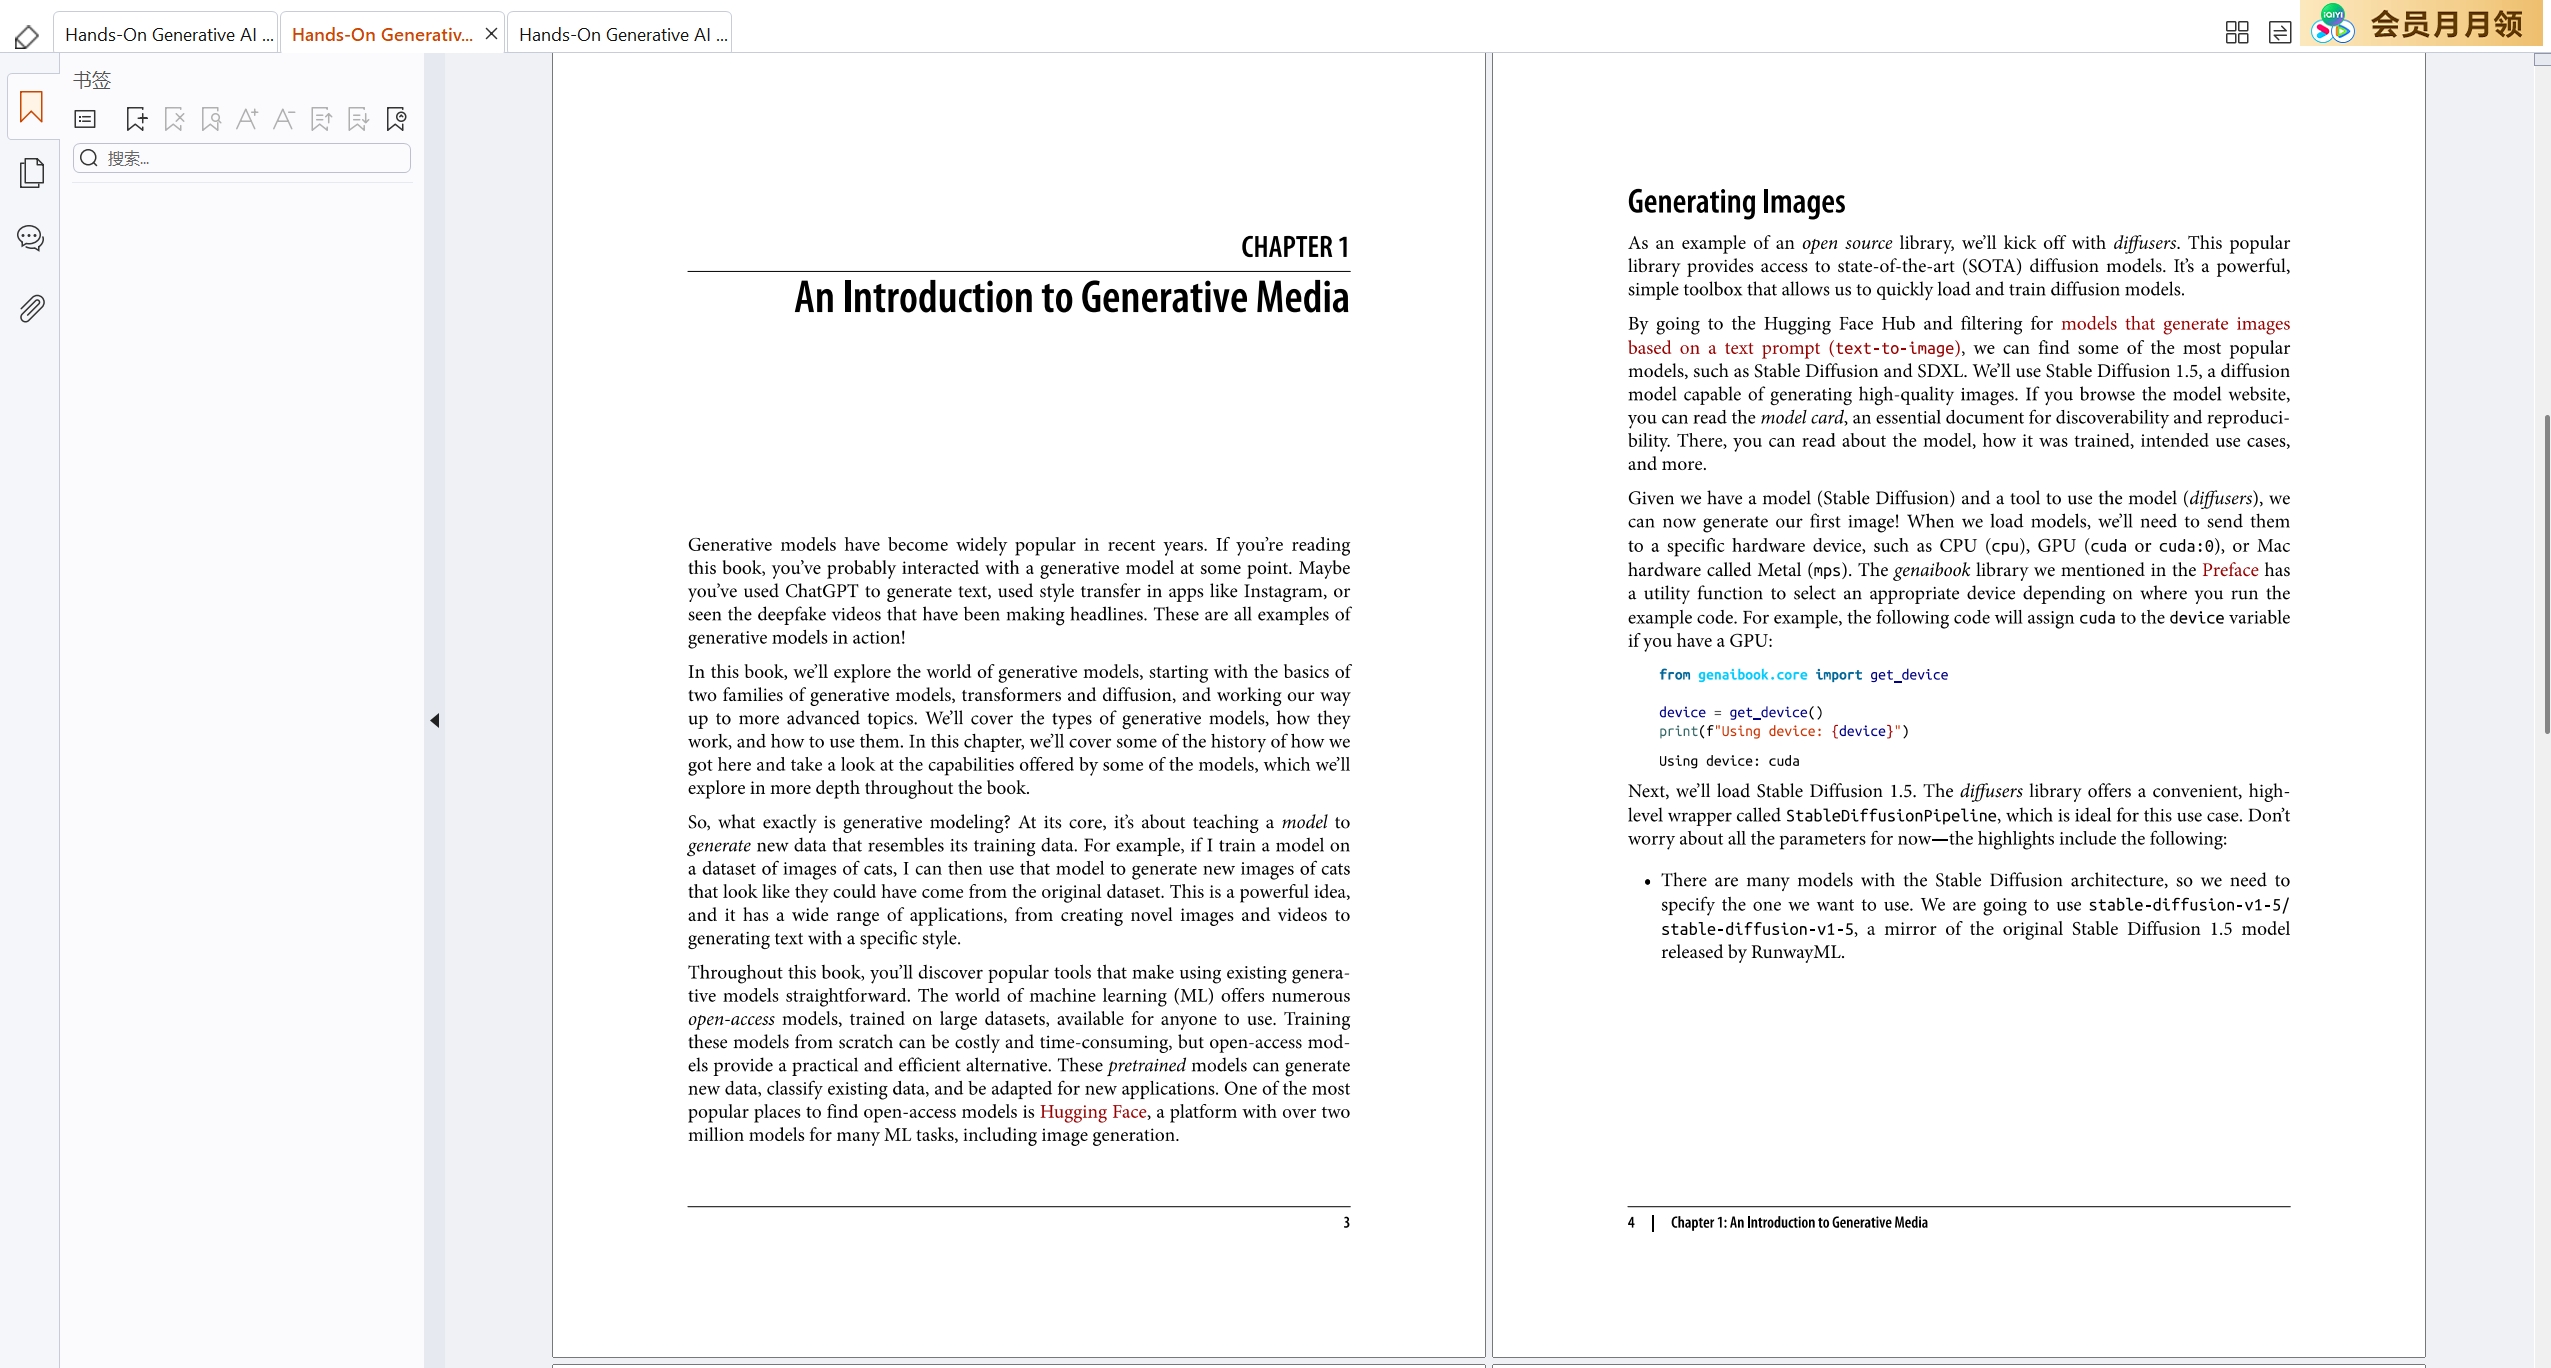 Hands-On Generative AI ...
Hands-On Generativ...
Hands-On Generative AI ...
iQIYI
会员月月领
书签
搜索...
CHAPTER 1
An Introduction to Generative Media
Generative models have become widely popular in recent years. If you’re reading
this book, you’ve probably interacted with a generative model at some point. Maybe
you’ve used ChatGPT to generate text, used style transfer in apps like Instagram, or
seen the deepfake videos that have been making headlines. These are all examples of
generative models in action!
In this book, we’ll explore the world of generative models, starting with the basics of
two families of generative models, transformers and diffusion, and working our way
up to more advanced topics. We’ll cover the types of generative models, how they
work, and how to use them. In this chapter, we’ll cover some of the history of how we
got here and take a look at the capabilities offered by some of the models, which we’ll
explore in more depth throughout the book.
So, what exactly is generative modeling? At its core, it’s about teaching a model to
generate new data that resembles its training data. For example, if I train a model on
a dataset of images of cats, I can then use that model to generate new images of cats
that look like they could have come from the original dataset. This is a powerful idea,
and it has a wide range of applications, from creating novel images and videos to
generating text with a specific style.
Throughout this book, you’ll discover popular tools that make using existing genera-
tive models straightforward. The world of machine learning (ML) offers numerous
open-access models, trained on large datasets, available for anyone to use. Training
these models from scratch can be costly and time-consuming, but open-access mod-
els provide a practical and efficient alternative. These pretrained models can generate
new data, classify existing data, and be adapted for new applications. One of the most
popular places to find open-access models is Hugging Face, a platform with over two
million models for many ML tasks, including image generation.
3
Generating Images
As an example of an open source library, we’ll kick off with diffusers. This popular
library provides access to state-of-the-art (SOTA) diffusion models. It’s a powerful,
simple toolbox that allows us to quickly load and train diffusion models.
By going to the Hugging Face Hub and filtering for models that generate images
based on a text prompt (text-to-image), we can find some of the most popular
models, such as Stable Diffusion and SDXL. We’ll use Stable Diffusion 1.5, a diffusion
model capable of generating high-quality images. If you browse the model website,
you can read the model card, an essential document for discoverability and reproduci-
bility. There, you can read about the model, how it was trained, intended use cases,
and more.
Given we have a model (Stable Diffusion) and a tool to use the model (diffusers), we
can now generate our first image! When we load models, we’ll need to send them
to a specific hardware device, such as CPU (cpu), GPU (cuda or cuda:0), or Mac
hardware called Metal (mps). The genaibook library we mentioned in the Preface has
a utility function to select an appropriate device depending on where you run the
example code. For example, the following code will assign cuda to the device variable
if you have a GPU:
from genaibook.core import get_device
device = get_device()
print(f"Using device: {device}")
Using device: cuda
Next, we’ll load Stable Diffusion 1.5. The diffusers library offers a convenient, high-
level wrapper called StableDiffusionPipeline, which is ideal for this use case. Don’t
worry about all the parameters for now—the highlights include the following:
• There are many models with the Stable Diffusion architecture, so we need to
specify the one we want to use. We are going to use stable-diffusion-v1-5/
stable-diffusion-v1-5, a mirror of the original Stable Diffusion 1.5 model
released by RunwayML.
4 | Chapter 1: An Introduction to Generative Media